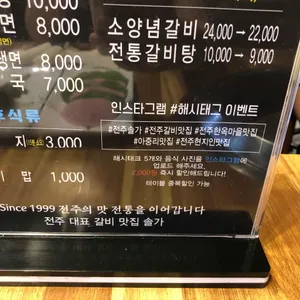 10,000
면 8,000
생면 8,000
국 7,000
소양념갈비 24,000 → 22,000
전통갈비탕 10,000 → 9,000
인스타그램 #해시태그 이벤트
#전주솔가 #전주갈비맛집 #전주한옥마을맛집
#아중리맛집 #전주현지인맛집
해시태크 5개와 음식 사진을 인스타그램에
업로드 해주세요.
2,000원 즉시 할인해드립니다!
테이블 중복할인 가능
식류
지 3,000
밥 1,000
Since 1999 전주의 맛 전통을 이어갑니다
전주 대표 갈비 맛집 솔가